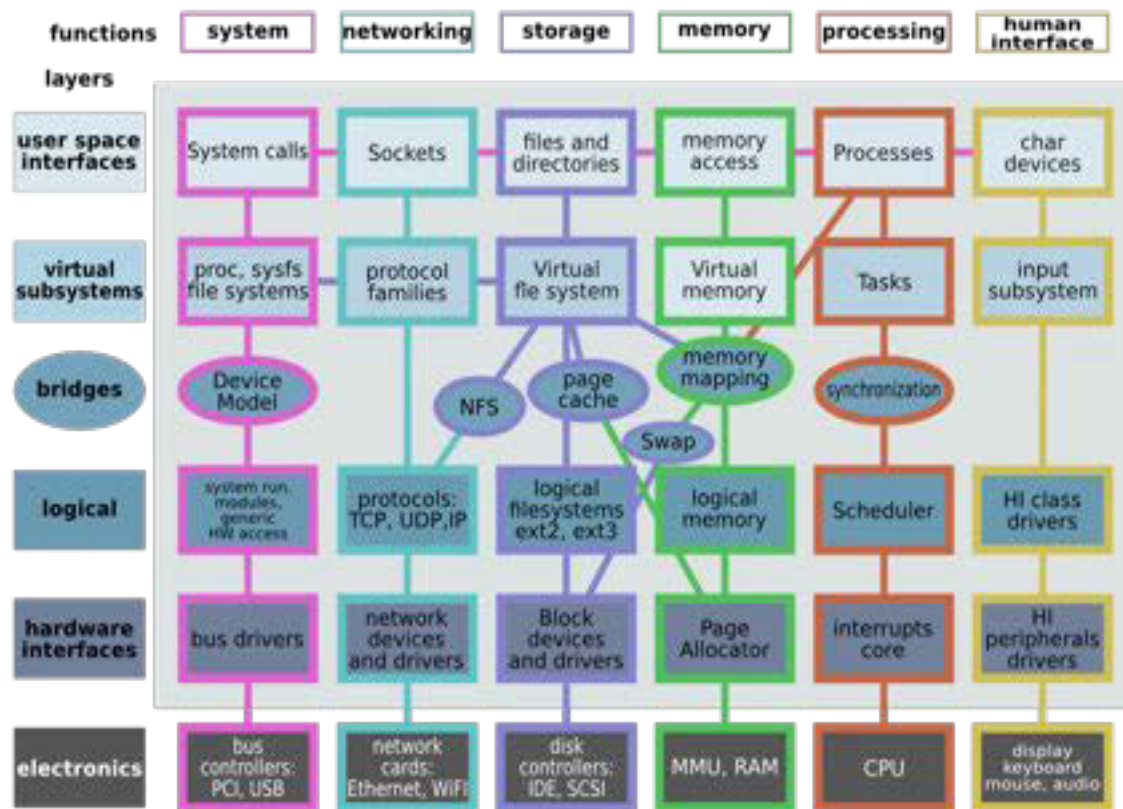 functions
system
networking
storage
memory
processing
human
interface
layers
user space
interfaces
System calls
Sockets
files and
directories
memory
access
Processes
char
devices
virtual
subsystems
proc, sysfs
file systems
protocol
families
Virtual
file system
Virtual
memory
Tasks
input
subsystem
bridges
Device
Model
NFS
page
cache
memory
mapping
Swap
synchronization
logical
system run,
modules,
generic
HW access
protocols:
TCP, UDP,IP
logical
filesystems
ext2, ext3
logical
memory
Scheduler
HI class
drivers
hardware
interfaces
bus drivers
network
devices
and drivers
Block
devices
and drivers
Page
Allocator
interrupts
core
HI
peripherals
drivers
electronics
bus
controllers:
PCI, USB
network
cards:
Ethernet, WiFi
disk
controllers:
IDE, SCSI
MMU, RAM
CPU
display
keyboard
mouse, audio